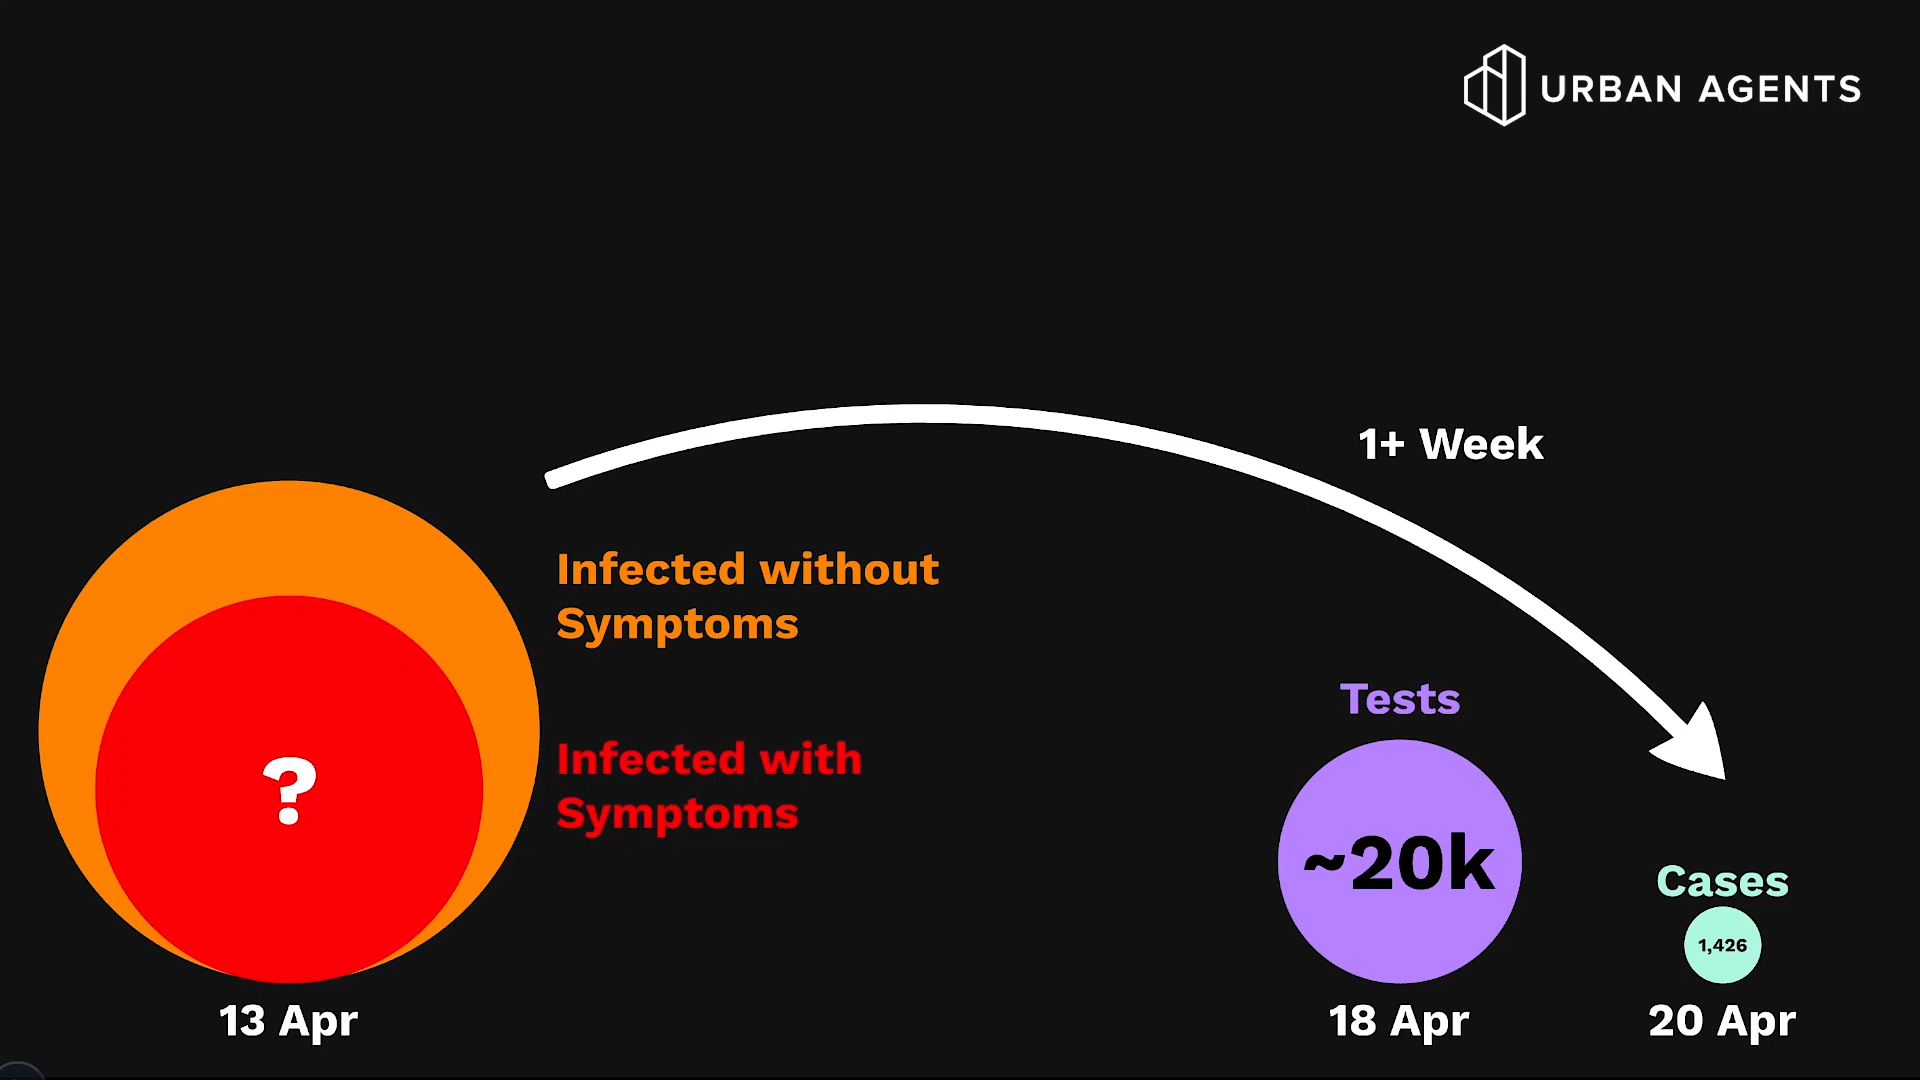 URBAN AGENTS
1+ Week
Infected without
Symptoms
Tests
Infected with
Symptoms
?
~20k
Cases
1,426
13 Apr
18 Apr
20 Apr